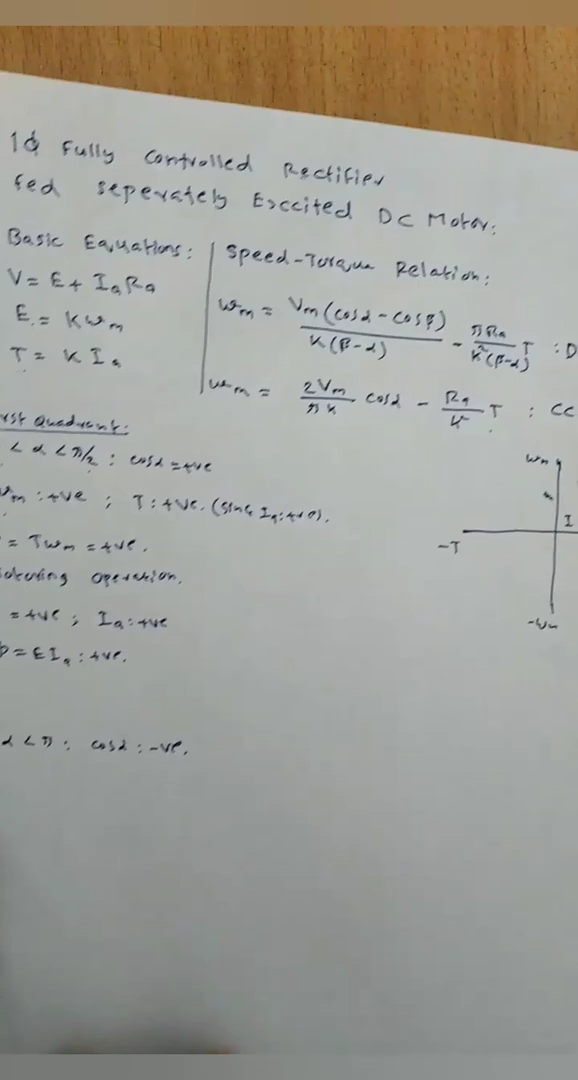 1ϕ Fully Controlled Rectifier
fed seperately Excited DC Motor:
Basic Equations:
V = E + IaRa
E = Kωm
T = K Ia
Speed-Torque Relation:
ωm = Vm(cosα - cosβ) / K(β-α) - πRa / K²(β-α) T : D
ωm = 2Vm / πK cosα - Ra / K² T : CC
rst Quadrant:
< α < π/2 : cosα = +ve
ωm : +ve ; T : +ve. (since Ia : +ve).
= Tωm = +ve.
otoring operation.
= +ve ; Ia : +ve
P = EIa : +ve.
α < π : cosα : -ve.
ωm
I
-T
-ωm